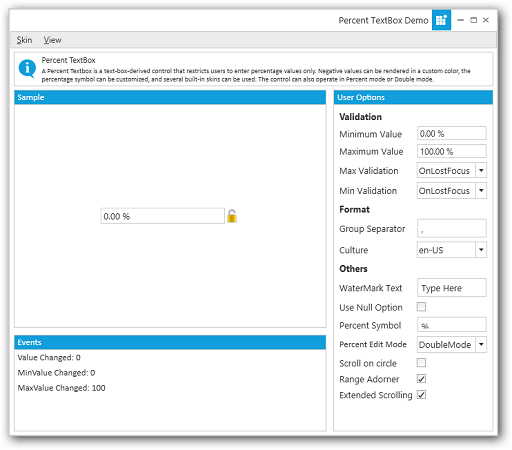 Percent TextBox Demo
Skin View
Percent TextBox
A Percent Textbox is a text-box-derived control that restricts users to enter percentage values only. Negative values can be rendered in a custom color, the
percentage symbol can be customized, and several built-in skins can be used. The control can also operate in Percent mode or Double mode.
Sample
0.00 %
Events
Value Changed: 0
MinValue Changed: 0
MaxValue Changed: 100
User Options
Validation
Minimum Value 0.00 %
Maximum Value 100.00 %
Max Validation OnLostFocus
Min Validation OnLostFocus
Format
Group Separator ,
Culture en-US
Others
WaterMark Text Type Here
Use Null Option
Percent Symbol %
Percent Edit Mode DoubleMode
Scroll on circle
Range Adorner
Extended Scrolling